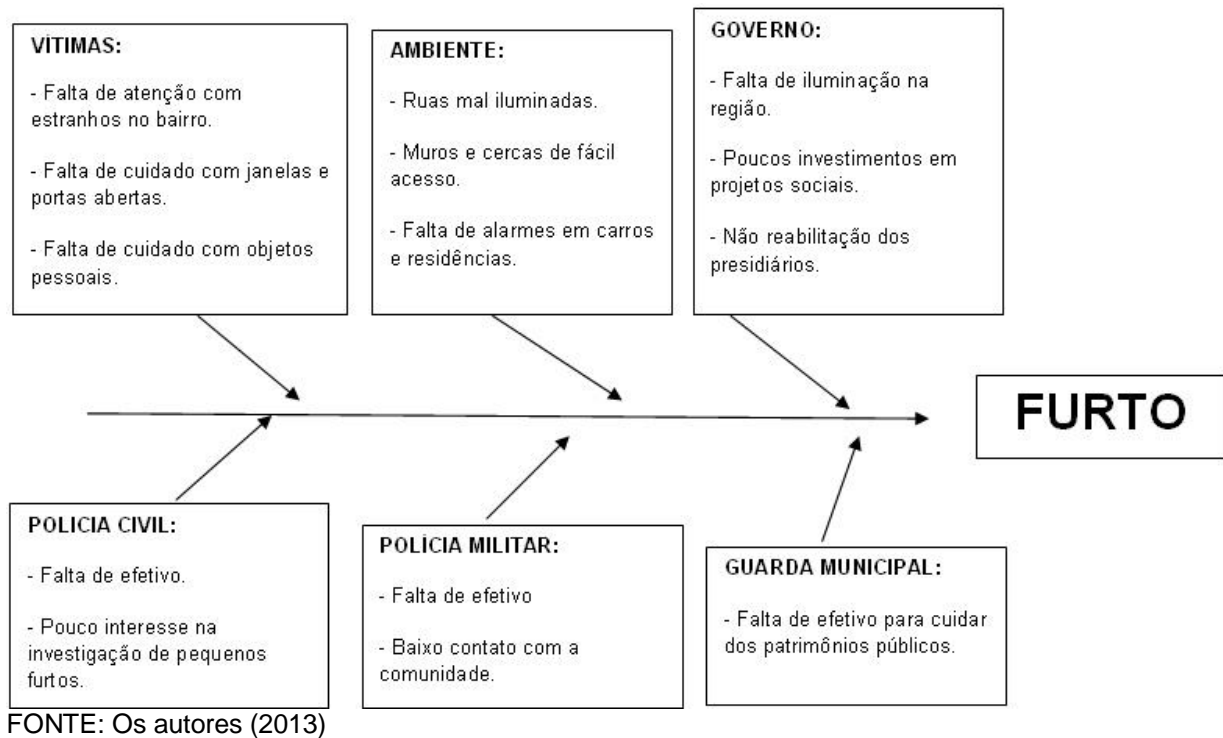 VÍTIMAS:
- Falta de atenção com
estranhos no bairro.
- Falta de cuidado com janelas e
portas abertas.
- Falta de cuidado com objetos
pessoais.
AMBIENTE:
- Ruas mal iluminadas.
- Muros e cercas de fácil
acesso.
- Falta de alarmes em carros
e residências.
GOVERNO:
- Falta de iluminação na
região.
- Poucos investimentos em
projetos sociais.
- Não reabilitação dos
presidiários.
FURTO
POLICIA CIVIL:
- Falta de efetivo.
- Pouco interesse na
investigação de pequenos
furtos.
POLÍCIA MILITAR:
- Falta de efetivo
- Baixo contato com a
comunidade.
GUARDA MUNICIPAL:
- Falta de efetivo para cuidar
dos patrimônios públicos.
FONTE: Os autores (2013)